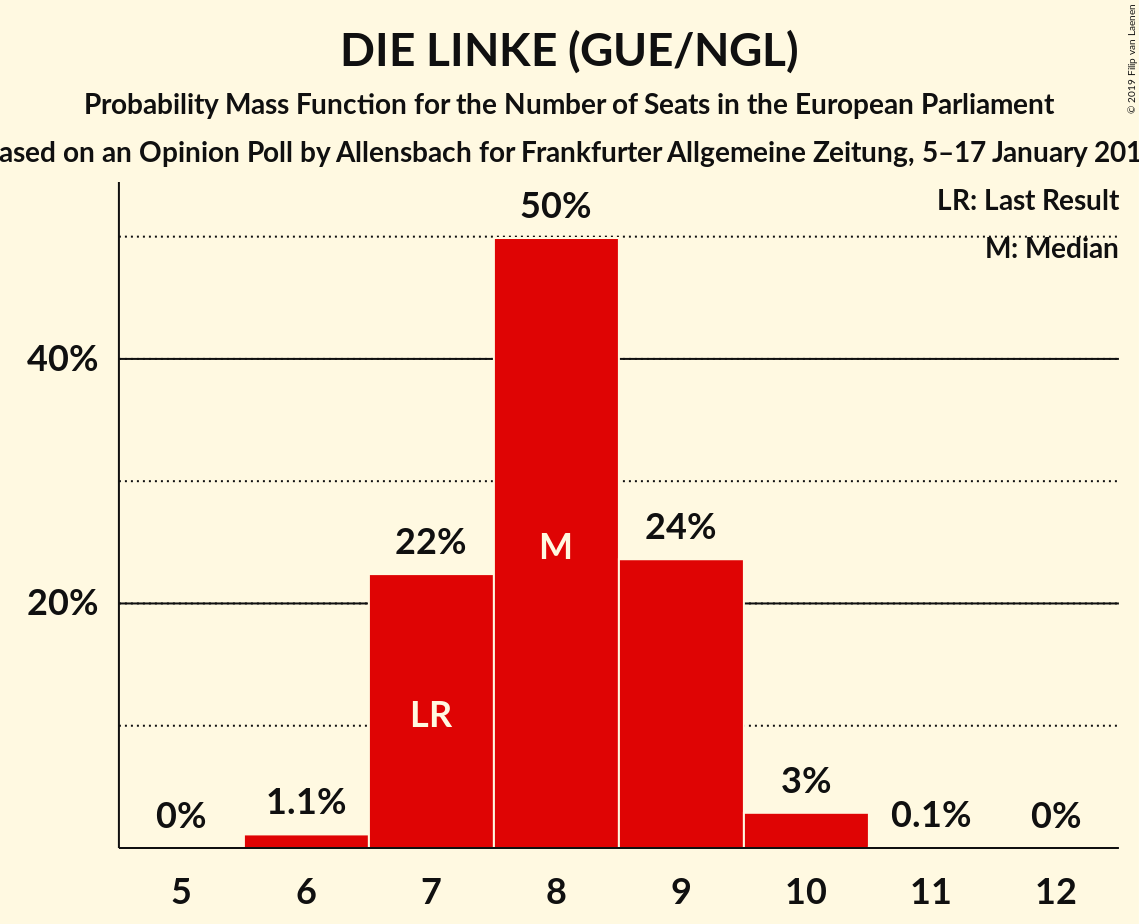 DIE LINKE (GUE/NGL)
Probability Mass Function for the Number of Seats in the European Parliament
ased on an Opinion Poll by Allensbach for Frankfurter Allgemeine Zeitung, 5–17 January 201
© 2019 Filip van Laenen
LR: Last Result
M: Median
50%
40%
24%
22%
M
20%
LR
3%
1.1%
0%
0.1%
0%
5 6 7 8 9 10 11 12